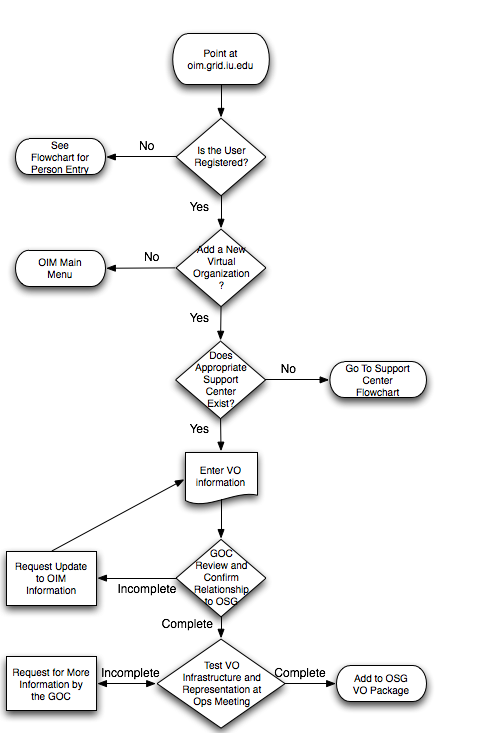 Point at
oim.grid.iu.edu
Is the User
Registered?
No
See
Flowchart for
Person Entry
Yes
Add a New
Virtual
Organization
?
No
OIM Main
Menu
Yes
Does
Appropriate
Support
Center
Exist?
No
Go To Support
Center
Flowchart
Yes
Enter VO
information
GOC
Review and
Confirm
Relationship
to OSG
Incomplete
Request Update
to OIM
Information
Complete
Test VO
Infrastructure and
Representation at
Ops Meeting
Incomplete
Request for More
Information by
the GOC
Complete
Add to OSG
VO Package